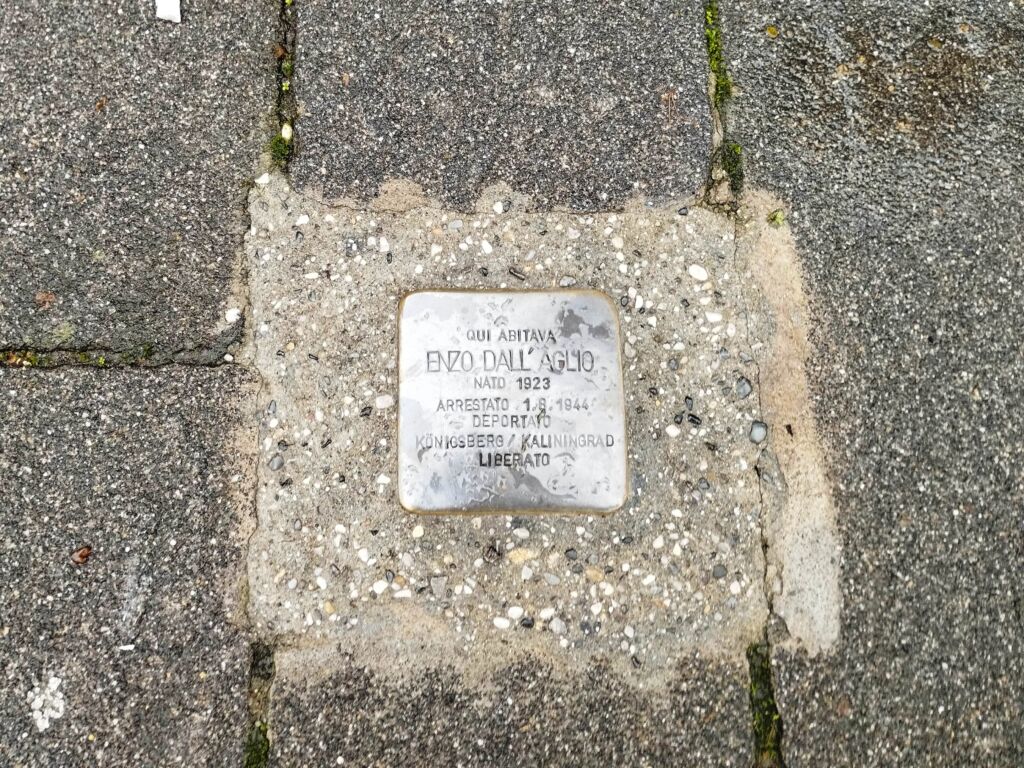 QUI ABITAVA
ENZO DALL'AGLIO
NATO 1923
ARRESTATO 1.8.1944
DEPORTATO
KÖNIGSBERG / KALININGRAD
LIBERATO